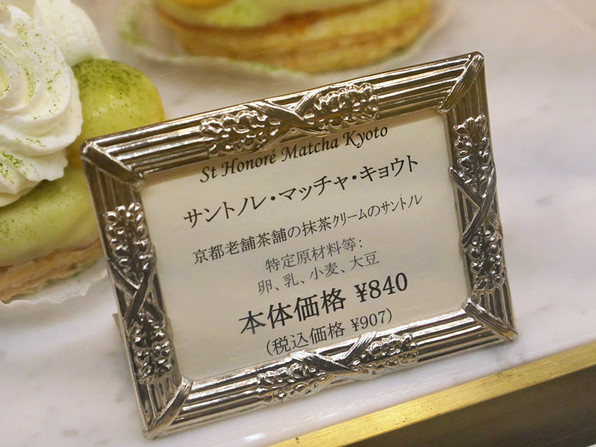 St Honoré Matcha Kyoto
サントノレ・マッチャ・キョウト
京都老舗茶舗の抹茶クリームのサントノレ
特定原材料等：
卵、乳、小麦、大豆
本体価格 ¥840
(税込価格 ¥907)